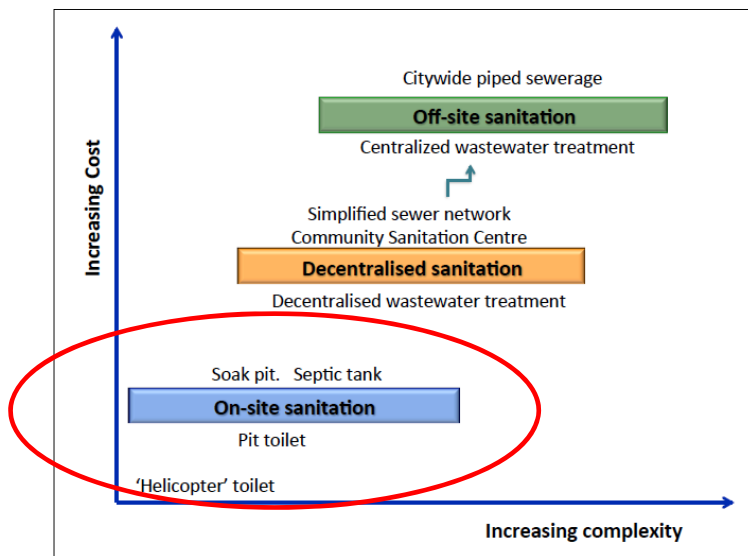 Increasing Cost
Citywide piped sewerage
Off-site sanitation
Centralized wastewater treatment
Simplified sewer network
Community Sanitation Centre
Decentralised sanitation
Decentralised wastewater treatment
Soak pit. Septic tank
On-site sanitation
Pit toilet
‘Helicopter’ toilet
Increasing complexity